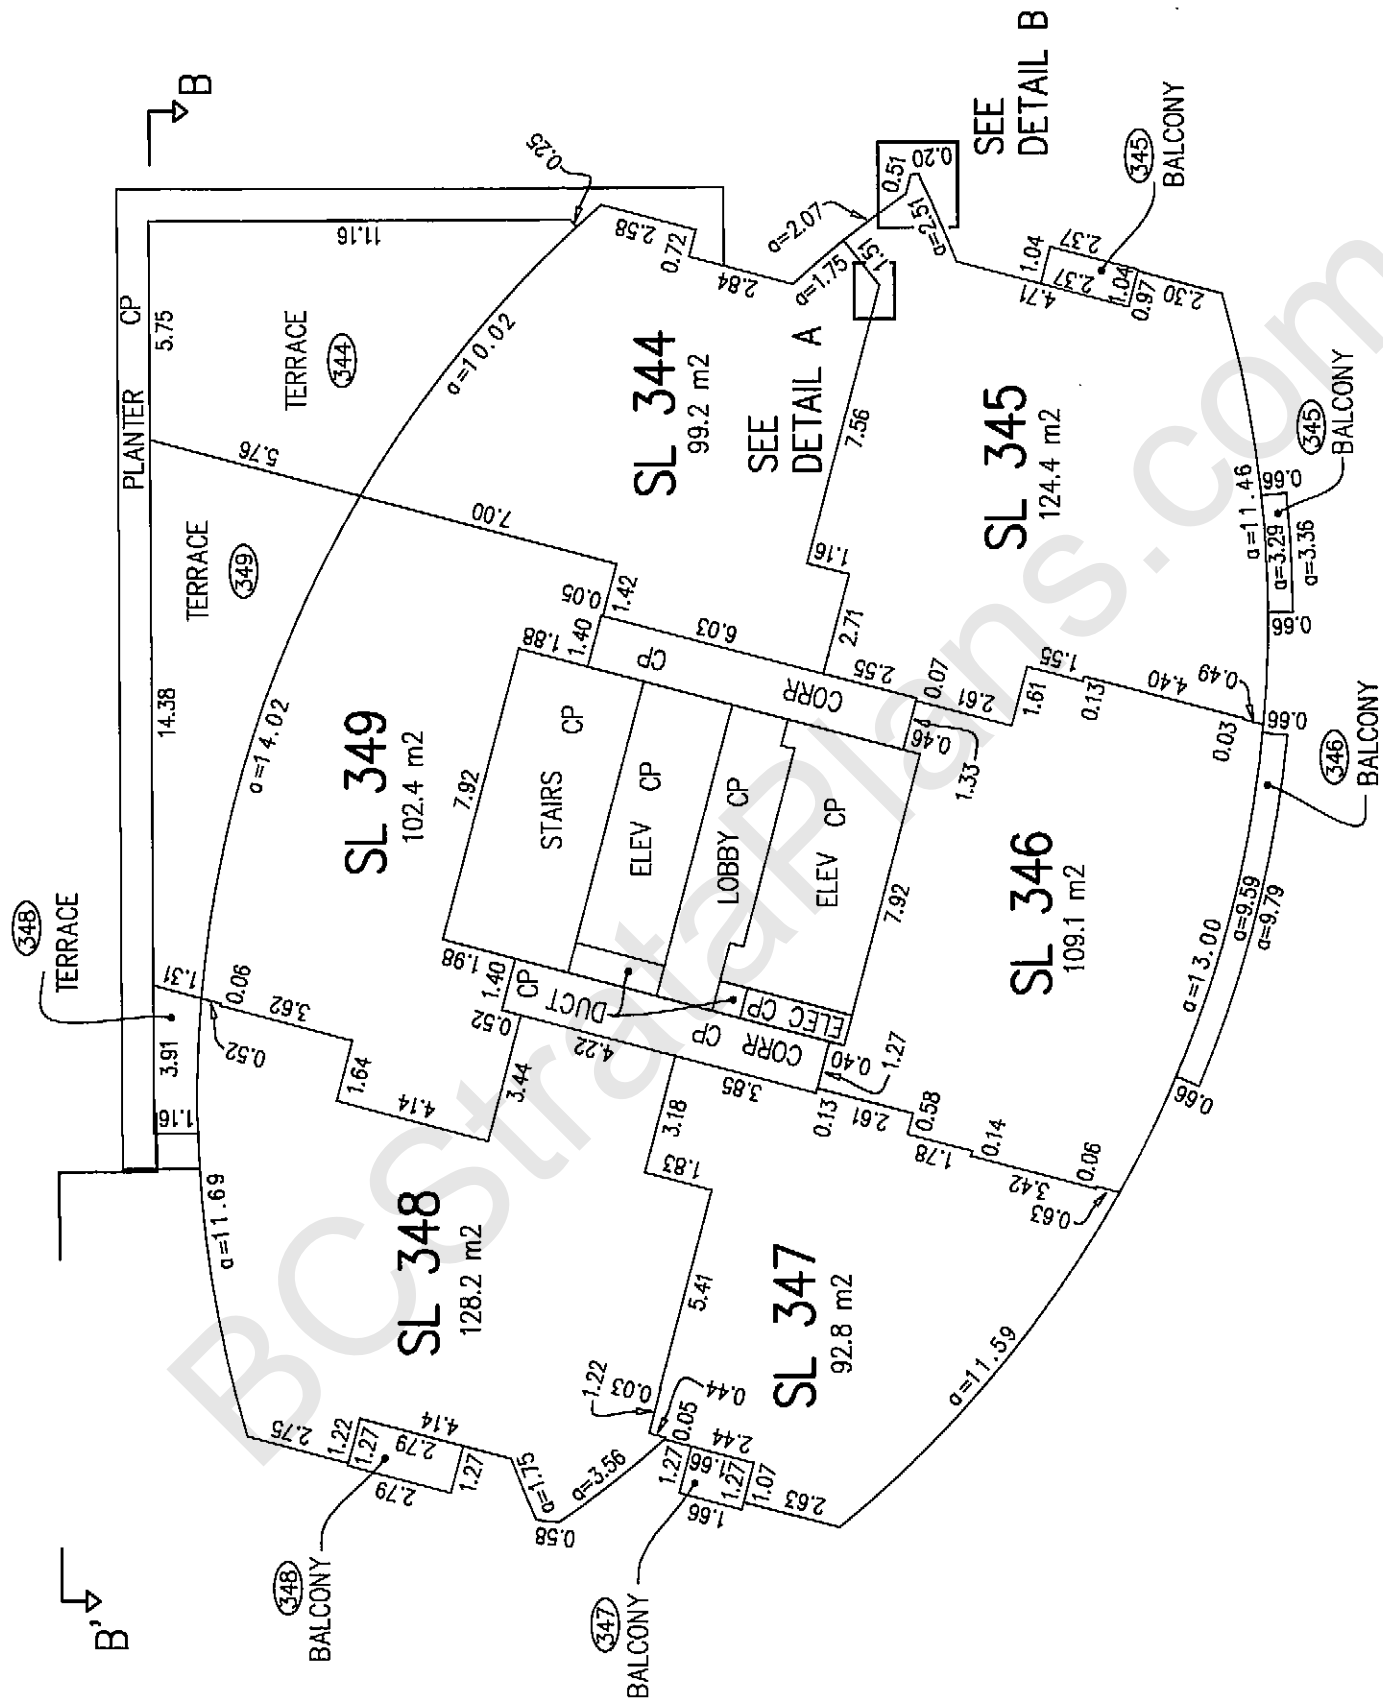 B
B'
PLANTER CP
5.75
11.16
0.25
TERRACE
344
5.76
a=10.02
2.58
0.72
2.84
a=2.07
a=1.75
1.51
0.51
0.20
a=2.51
SEE
DETAIL B
345
BALCONY
1.04
2.37
2.37
1.04
0.97
4.71
2.30
SL 344
99.2 m2
SEE
DETAIL A
7.56
1.16
2.71
7.00
TERRACE
349
14.38
a=14.02
0.05
1.42
1.40
1.88
6.03
CP
CORR
2.55
0.07
2.61
1.61
1.55
0.13
4.40
0.49
0.03
0.66
SL 345
124.4 m2
a=11.46
0.66
a=3.29
a=3.36
0.66
345
BALCONY
346
BALCONY
SL 349
102.4 m2
7.92
STAIRS CP
ELEV CP
LOBBY CP
ELEV CP
7.92
0.46
1.33
348
TERRACE
1.31
0.06
3.62
0.52
3.91
1.16
1.64
4.14
3.44
0.52
1.40
1.98
CP
DUCT
CP
ELEC CP
CP CORR
4.22
3.85
0.40
1.27
0.13
2.61
0.58
1.78
0.14
3.42
0.06
0.63
SL 346
109.1 m2
a=13.00
a=9.59
a=9.79
0.66
a=11.69
SL 348
128.2 m2
3.18
1.83
5.41
1.22
0.03
0.44
0.05
2.44
SL 347
92.8 m2
a=11.59
2.75
1.22
1.27
2.79
2.79
4.14
1.27
a=1.75
0.58
a=3.56
1.27
1.66
1.66
1.27
1.07
2.63
348
BALCONY
347
BALCONY
BCStrataPlans.com